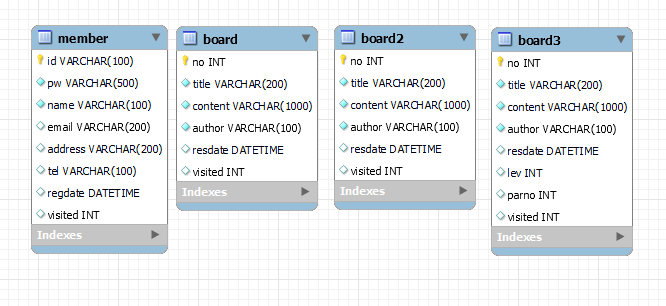 member
id VARCHAR(100)
pw VARCHAR(500)
name VARCHAR(100)
email VARCHAR(200)
address VARCHAR(200)
tel VARCHAR(100)
regdate DATETIME
visited INT
Indexes
board
no INT
title VARCHAR(200)
content VARCHAR(1000)
author VARCHAR(100)
resdate DATETIME
visited INT
Indexes
board2
no INT
title VARCHAR(200)
content VARCHAR(1000)
author VARCHAR(100)
resdate DATETIME
visited INT
Indexes
board3
no INT
title VARCHAR(200)
content VARCHAR(1000)
author VARCHAR(100)
resdate DATETIME
lev INT
parno INT
visited INT
Indexes